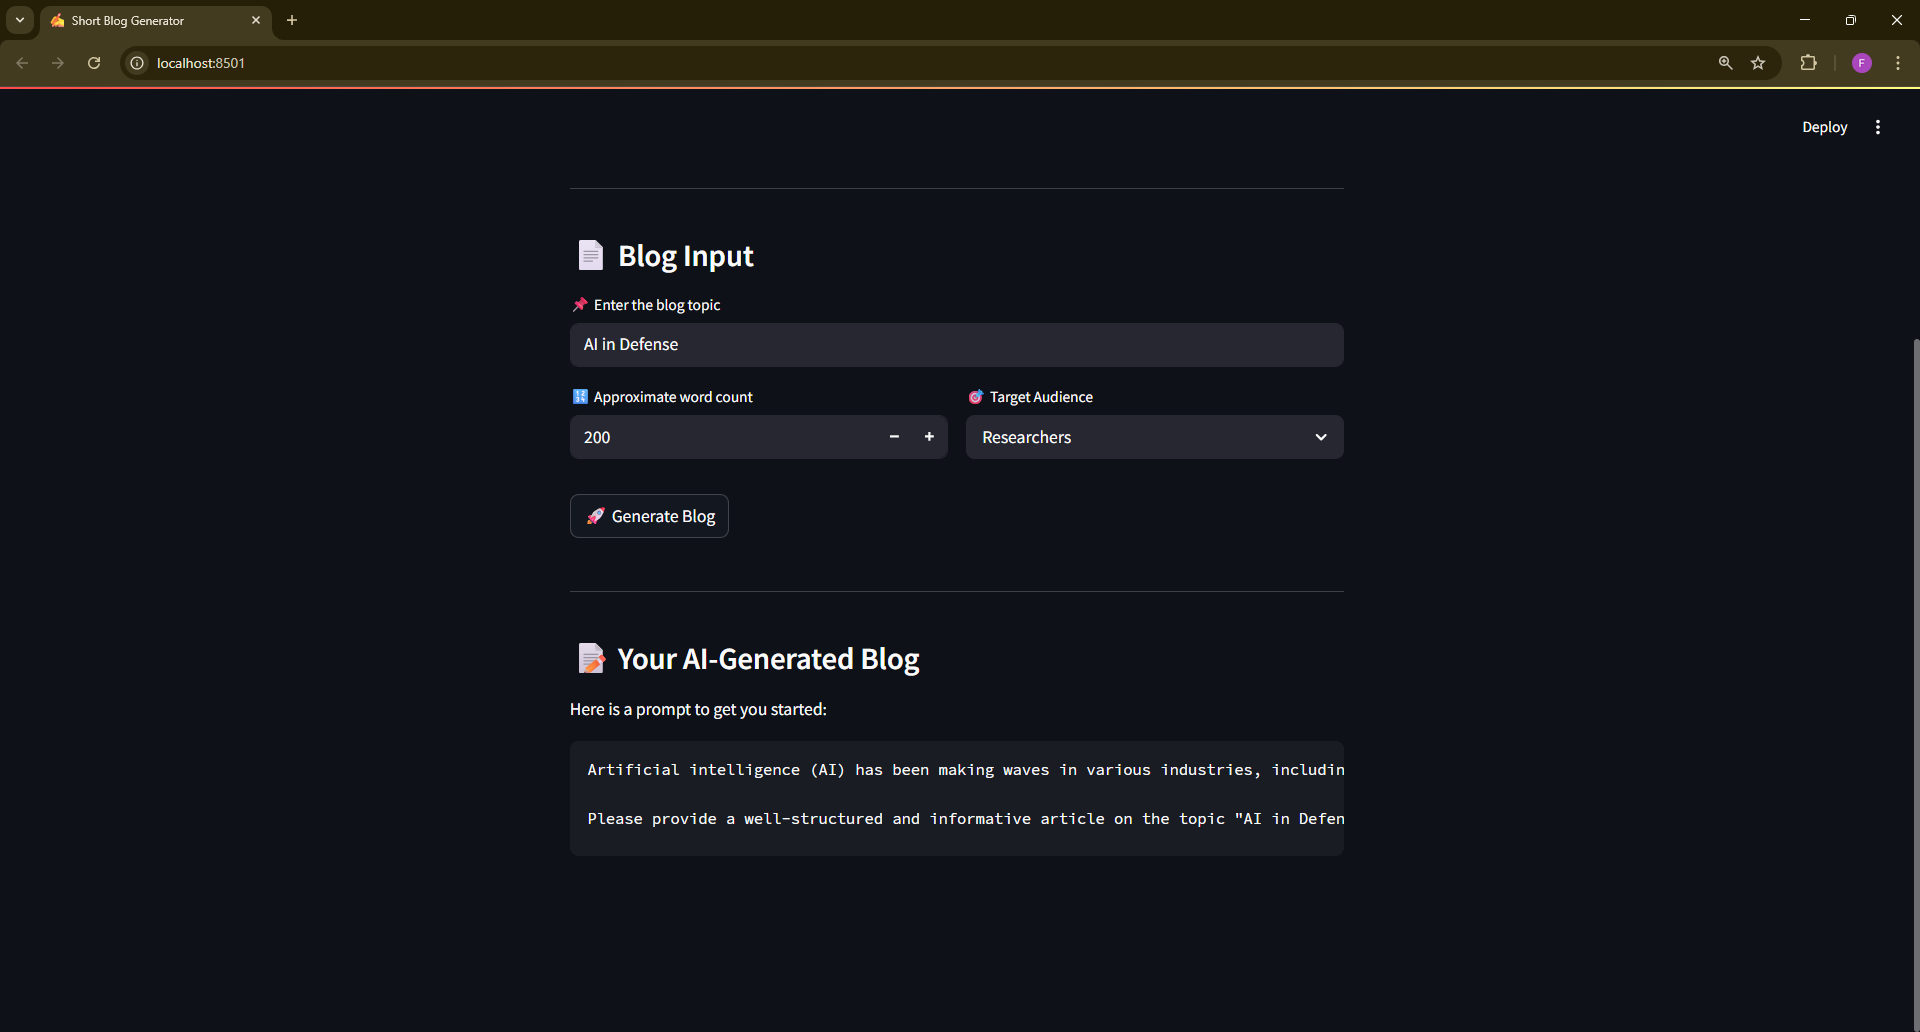 Short Blog Generator
localhost:8501
F
Deploy
Blog Input
Enter the blog topic
AI in Defense
Approximate word count
Target Audience
200
Researchers
Generate Blog
Your AI-Generated Blog
Here is a prompt to get you started:
Artificial intelligence (AI) has been making waves in various industries, includin
Please provide a well-structured and informative article on the topic "AI in Defen